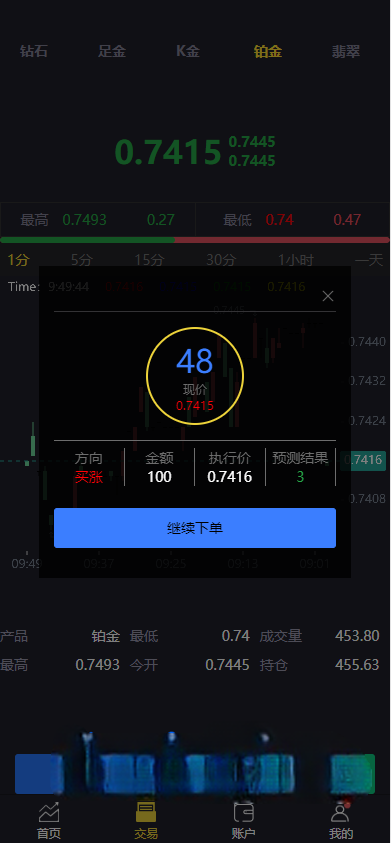 钻石 足金 K金 铂金 翡翠
0.7415 0.7445
0.7445
最高 0.7493 0.27 最低 0.74 0.47
1分 5分 15分 30分 1小时 一天
Time: 9:49:44 0.7416
0.7440
48
现价
0.7415
0.7432
0.7424
方向 金额 执行价 预测结果
0.7416
买涨 100 0.7416 3
0.7408
继续下单
09:49 09:37 09:25 09:13 09:01
产品 铂金 最低 0.74 成交量 453.80
最高 0.7493 今开 0.7445 持仓 455.63
首页 交易 账户 我的